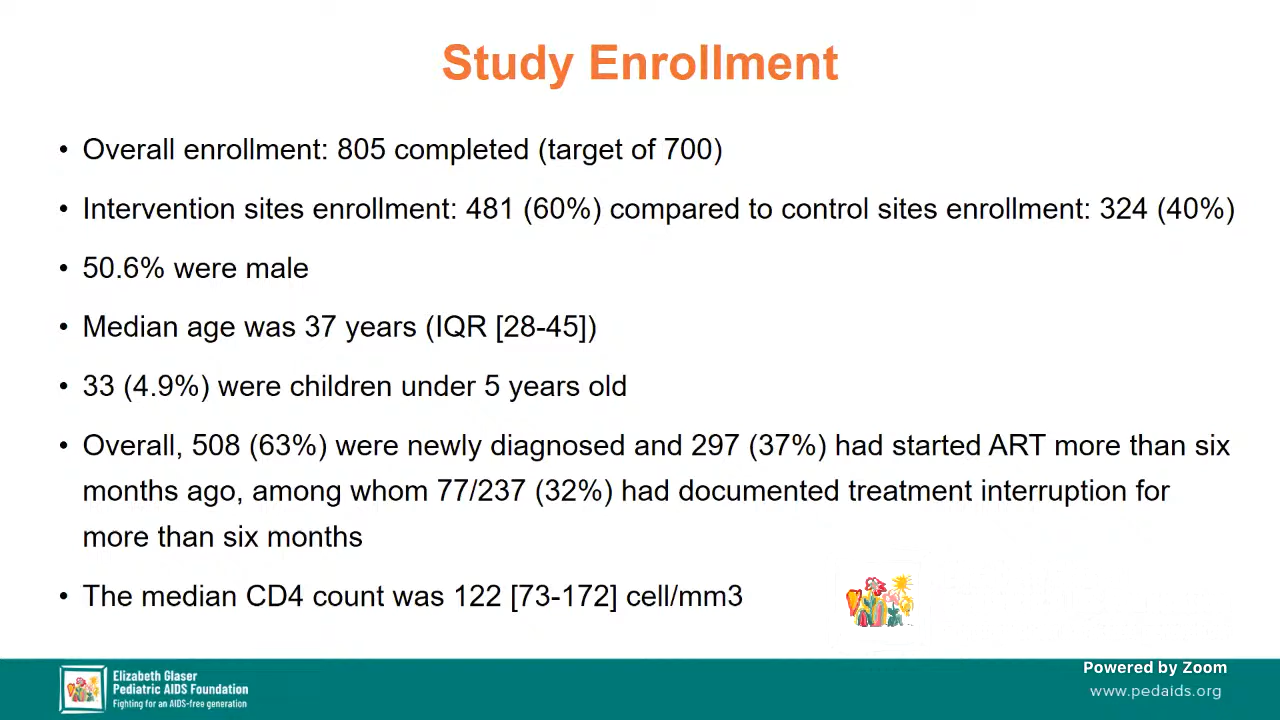 Study Enrollment
• Overall enrollment: 805 completed (target of 700)
• Intervention sites enrollment: 481 (60%) compared to control sites enrollment: 324 (40%)
• 50.6% were male
• Median age was 37 years (IQR [28-45])
• 33 (4.9%) were children under 5 years old
• Overall, 508 (63%) were newly diagnosed and 297 (37%) had started ART more than six
months ago, among whom 77/237 (32%) had documented treatment interruption for
more than six months
• The median CD4 count was 122 [73-172] cell/mm3
Elizabeth Glaser
Pediatric AIDS Foundation
Fighting for an AIDS-free generation
Powered by Zoom
www.pedaids.org